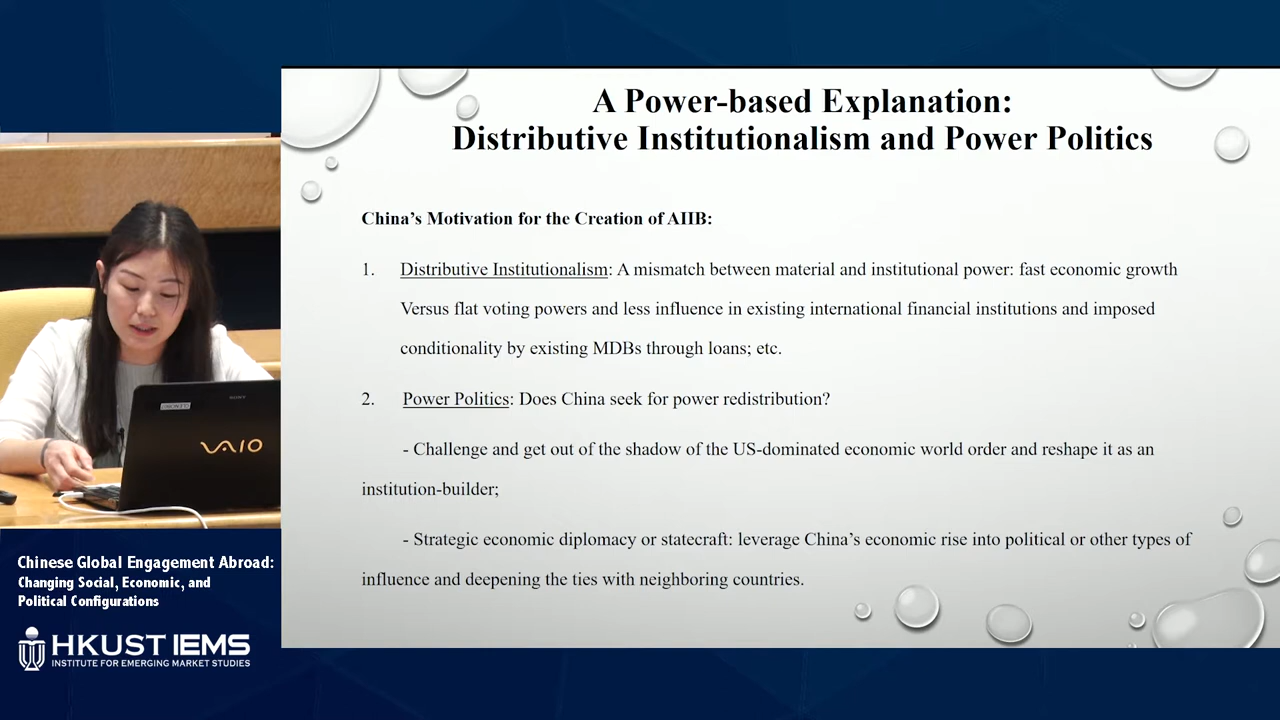 A Power-based Explanation:
Distributive Institutionalism and Power Politics
China's Motivation for the Creation of AIIB:
1. Distributive Institutionalism: A mismatch between material and institutional power: fast economic growth
Versus flat voting powers and less influence in existing international financial institutions and imposed
conditionality by existing MDBs through loans; etc.
2. Power Politics: Does China seek for power redistribution?
- Challenge and get out of the shadow of the US-dominated economic world order and reshape it as an
institution-builder;
- Strategic economic diplomacy or statecraft: leverage China's economic rise into political or other types of
influence and deepening the ties with neighboring countries.
SONY
VAIO
Chinese Global Engagement Abroad:
Changing Social, Economic, and
Political Configurations
HKUST IEMS
INSTITUTE FOR EMERGING MARKET STUDIES